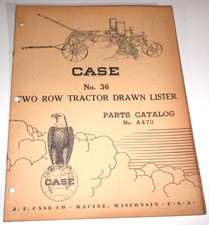 CASE
No. 36
TWO ROW TRACTOR DRAWN LISTER
PARTS CATALOG
No. A470
CASE
J. I. CASE CO - RACINE, WISCONSIN - U-S-A-